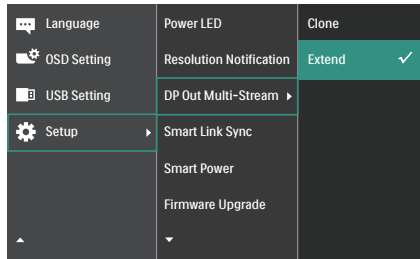 Language
OSD Setting
USB Setting
Setup
Power LED
Resolution Notification
DP Out Multi-Stream
Smart Link Sync
Smart Power
Firmware Upgrade
Clone
Extend